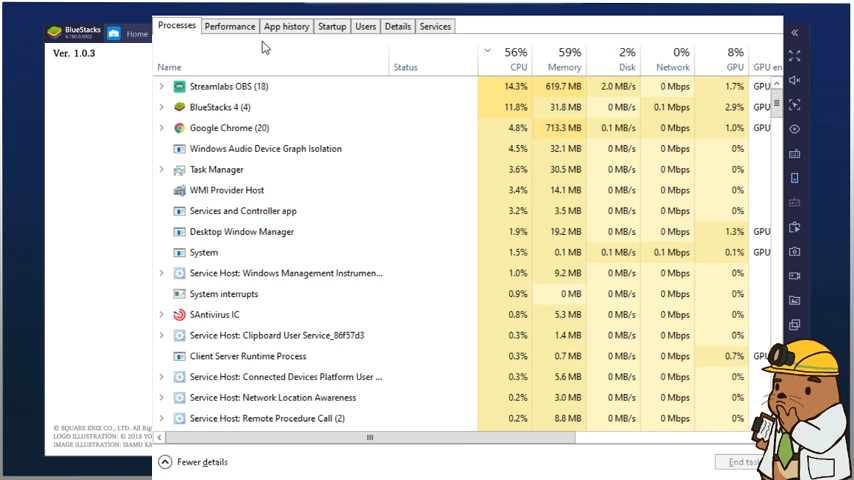 BlueStacks
4.180.0.5002
Home
Ver. 1.0.3
Processes Performance App history Startup Users Details Services
56% 59% 2% 0% 8%
Name Status CPU Memory Disk Network GPU GPU en
Streamlabs OBS (18) 14.3% 619.7 MB 2.0 MB/s 0 Mbps 1.7% GPU
BlueStacks 4 (4) 11.8% 31.8 MB 0 MB/s 0.1 Mbps 2.9% GPU
Google Chrome (20) 4.8% 713.3 MB 0.1 MB/s 0 Mbps 1.0% GPU
Windows Audio Device Graph Isolation 4.5% 32.1 MB 0 MB/s 0 Mbps 0%
Task Manager 3.6% 30.5 MB 0 MB/s 0 Mbps 0%
WMI Provider Host 3.4% 14.1 MB 0 MB/s 0 Mbps 0%
Services and Controller app 3.2% 3.5 MB 0 MB/s 0 Mbps 0%
Desktop Window Manager 1.9% 19.2 MB 0 MB/s 0 Mbps 1.3% GPU
System 1.5% 0.1 MB 0.1 MB/s 0.1 Mbps 0.1% GPU
Service Host: Windows Management Instrumen... 1.0% 9.2 MB 0 MB/s 0 Mbps 0%
System interrupts 0.9% 0 MB 0 MB/s 0 Mbps 0%
SAntivirus IC 0.8% 5.3 MB 0 MB/s 0 Mbps 0%
Service Host: Clipboard User Service_86f57d3 0.3% 1.4 MB 0 MB/s 0 Mbps 0%
Client Server Runtime Process 0.3% 0.7 MB 0 MB/s 0 Mbps 0.7% GPU
Service Host: Connected Devices Platform User ... 0.3% 5.6 MB 0 MB/s 0 Mbps 0%
Service Host: Network Location Awareness 0.3% 3.0 MB 0 MB/s 0 Mbps 0%
Service Host: Remote Procedure Call (2) 0.2% 8.8 MB 0 MB/s 0 Mbps 0%
© SQUARE ENIX CO., LTD. All Rig
LOGO ILLUSTRATION: © 2018 YO
IMAGE ILLUSTRATION: ISAMU KA
Fewer details
End task